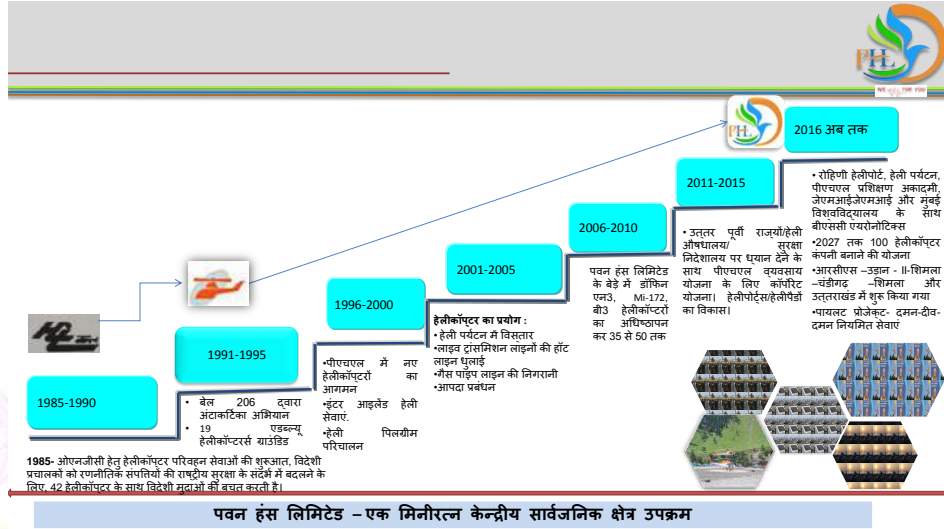 PHL
2016 अब तक
2011-2015
2006-2010
2001-2005
1996-2000
1991-1995
1985-1990
1985- ओएनजीसी हेतु हेलीकॉप्टर परिवहन सेवाओं की शुरूआत, विदेशी
प्रचालकों को रणनीतिक संपत्तियों की राष्ट्रीय सुरक्षा के संदर्भ में बदलने के
लिए, 42 हेलीकॉप्टर के साथ विदेशी मुद्राओं की बचत करती है।
• बेल 206 द्वारा
अंटार्कटिका अभियान
• 19 एडब्ल्यू
हेलीकॉप्टर्स ग्राउंडिड
•पीएचएल में नए
हेलीकॉप्टरों का
आगमन
•इंटर आइलेंड हेली
सेवाएं.
•हेली पिलग्रीम
परिचालन
हेलीकॉप्टर का प्रयोग :
• हेली पर्यटन में विस्तार
•लाइव ट्रांसमिशन लाइनों की हॉट
लाइन धुलाई
•गैस पाइप लाइन की निगरानी
•आपदा प्रबंधन
पवन हंस लिमिटेड
के बेड़े में डॉफिन
एन3, Mi-172,
बी3 हेलीकॉप्टरों
का अधिष्ठापन
कर 35 से 50 तक
• उत्तर पूर्वी राज्यों/हेली
औषधालय/ सुरक्षा
निदेशालय पर ध्यान देने के
साथ पीएचएल व्यवसाय
योजना के लिए कॉर्पोरेट
योजना। हेलीपोर्ट्स/हेलीपैडों
का विकास।
• रोहिणी हेलीपोर्ट, हेली पर्यटन,
पीएचएल प्रशिक्षण अकादमी,
जेएमआईजेएमआई और मुंबई
विश्वविद्यालय के साथ
बीएससी एयरोनोटिक्स
•2027 तक 100 हेलीकॉप्टर
कंपनी बनाने की योजना
•आरसीएस –उड़ान - II-शिमला
–चंडीगढ़ –शिमला और
उत्तराखंड में शुरू किया गया
•पायलट प्रोजेक्ट- दमन-दीव-
दमन नियमित सेवाएं
पवन हंस लिमिटेड – एक मिनीरत्न केन्द्रीय सार्वजनिक क्षेत्र उपक्रम